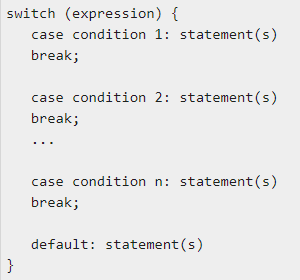 switch (expression) {
case condition 1: statement(s)
break;
case condition 2: statement(s)
break;
...
case condition n: statement(s)
break;
default: statement(s)
}